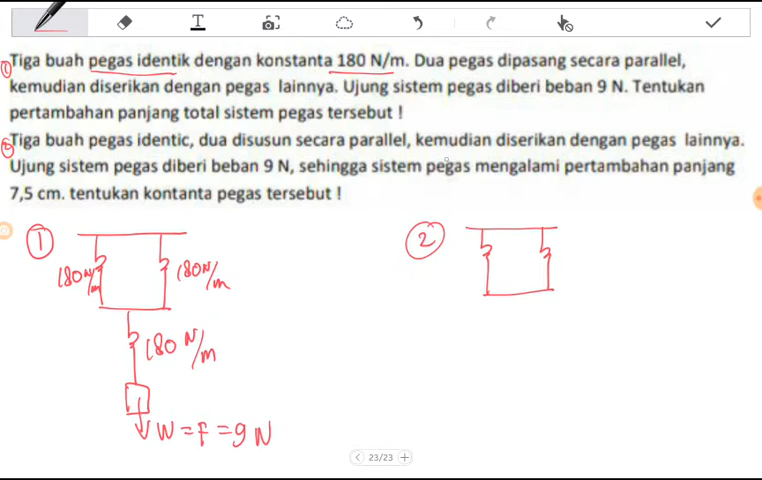 T
① Tiga buah pegas identik dengan konstanta 180 N/m. Dua pegas dipasang secara parallel,
kemudian diserikan dengan pegas lainnya. Ujung sistem pegas diberi beban 9 N. Tentukan
pertambahan panjang total sistem pegas tersebut !
② Tiga buah pegas identic, dua disusun secara parallel, kemudian diserikan dengan pegas lainnya.
Ujung sistem pegas diberi beban 9 N, sehingga sistem pegas mengalami pertambahan panjang
7,5 cm. tentukan kontanta pegas tersebut !
①
180 N/m
180 N/m
180 N/m
W = F = 9 N
②
23/23